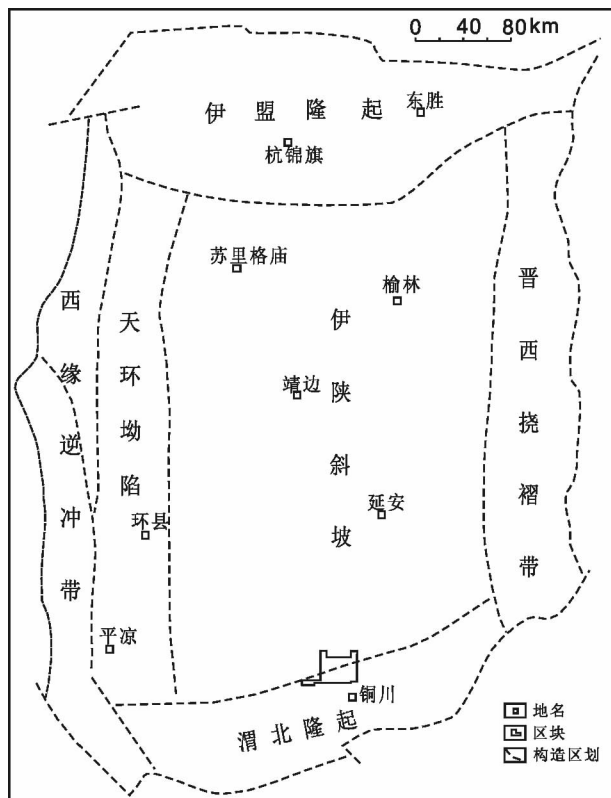 0 40 80km
伊盟隆起
东胜
杭锦旗
苏里格庙
榆林
西缘逆冲带
天环坳陷
伊陕斜坡
晋西挠褶带
靖边
延安
环县
平凉
铜川
渭北隆起
地名
区块
构造区划